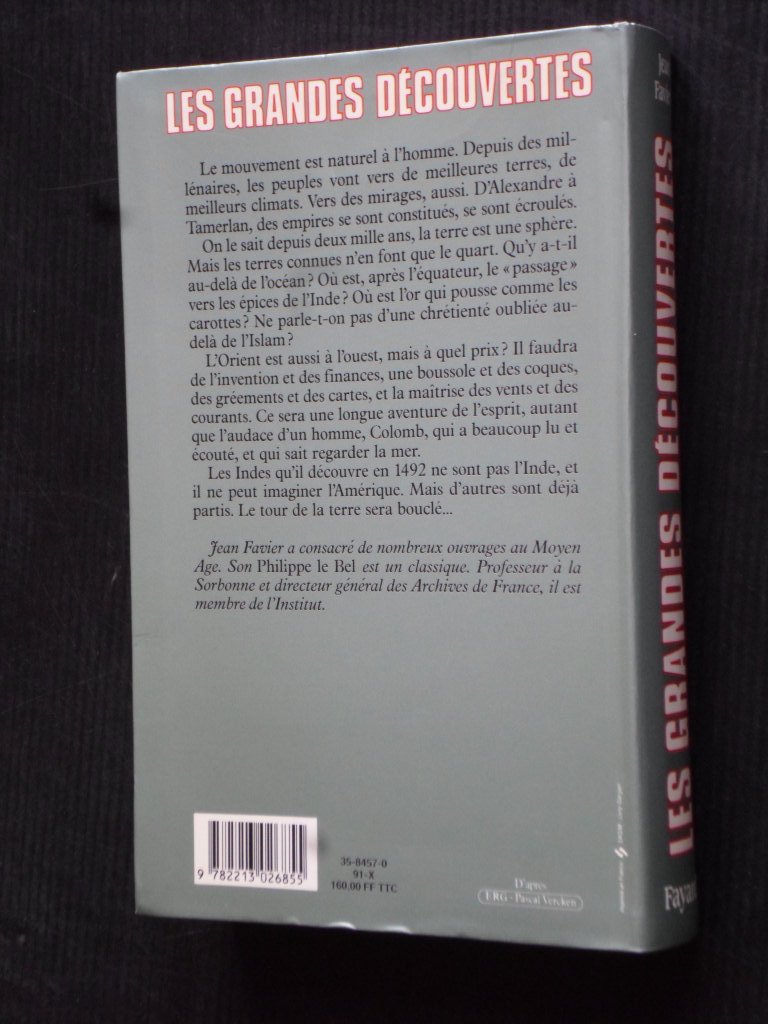 LES GRANDES DÉCOUVERTES
Le mouvement est naturel à l'homme. Depuis des mil-
lénaires, les peuples vont vers de meilleures terres, de
meilleurs climats. Vers des mirages, aussi. D'Alexandre à
Tamerlan, des empires se sont constitués, se sont écroulés.
On le sait depuis deux mille ans, la terre est une sphère.
Mais les terres connues n'en font que le quart. Qu'y a-t-il
au-delà de l'océan ? Où est, après l'équateur, le « passage »
vers les épices de l'Inde ? Où est l'or qui pousse comme les
carottes ? Ne parle-t-on pas d'une chrétienté oubliée au-
delà de l'Islam ?
L'Orient est aussi à l'ouest, mais à quel prix ? Il faudra
de l'invention et des finances, une boussole et des coques,
des gréements et des cartes, et la maîtrise des vents et des
courants. Ce sera une longue aventure de l'esprit, autant
que l'audace d'un homme, Colomb, qui a beaucoup lu et
écouté, et qui sait regarder la mer.
Les Indes qu'il découvre en 1492 ne sont pas l'Inde, et
il ne peut imaginer l'Amérique. Mais d'autres sont déjà
partis. Le tour de la terre sera bouclé...
Jean Favier a consacré de nombreux ouvrages au Moyen
Age. Son Philippe le Bel est un classique. Professeur à la
Sorbonne et directeur général des Archives de France, il est
membre de l'Institut.
9 782213 026855
35-8457-0
91-X
160,00 FF TTC
D'après
ERG - Pascal Vercken
Jean
Favie
LES GRANDES DÉCOUVERTES
Fayar